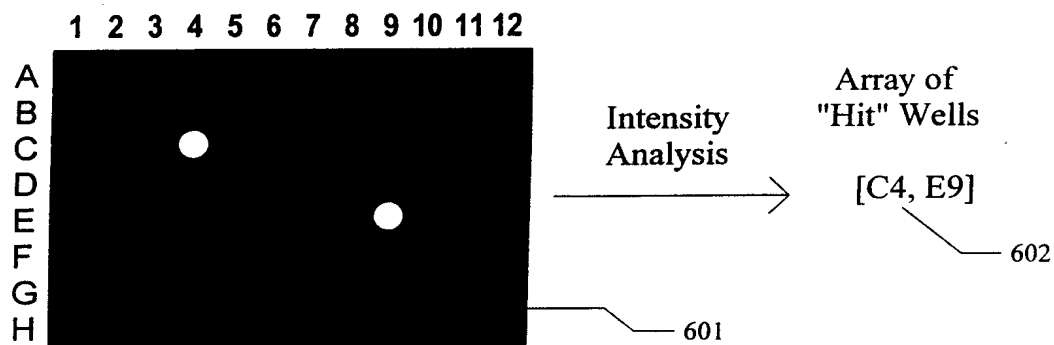 1 2 3 4 5 6 7 8 9 10 11 12
A
B
C
D
E
F
G
H
Intensity
Analysis
Array of
"Hit" Wells
[C4, E9]
602
601